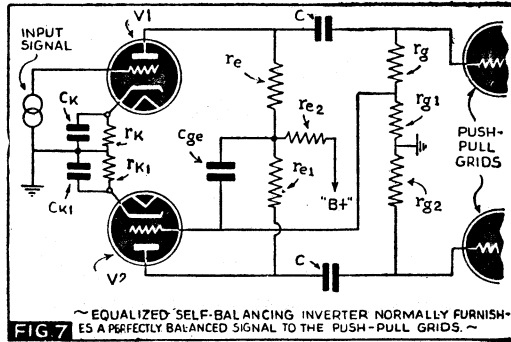 V1
INPUT
SIGNAL
C
re
rg
CK
rK
re2
rg1
Cge
rK1
PUSH-
PULL
GRIDS
CK1
re1
"B+"
rg2
V2
C
~ EQUALIZED SELF-BALANCING INVERTER NORMALLY FURNISH-
ES A PERFECTLY BALANCED SIGNAL TO THE PUSH-PULL GRIDS. ~
FIG. 7